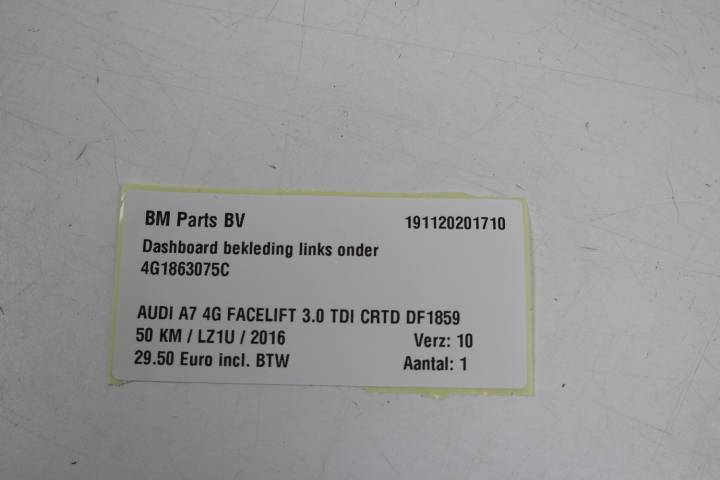 BM Parts BV 191120201710
Dashboard bekleding links onder
4G1863075C
AUDI A7 4G FACELIFT 3.0 TDI CRTD DF1859
50 KM / LZ1U / 2016 Verz: 10
29.50 Euro incl. BTW Aantal: 1